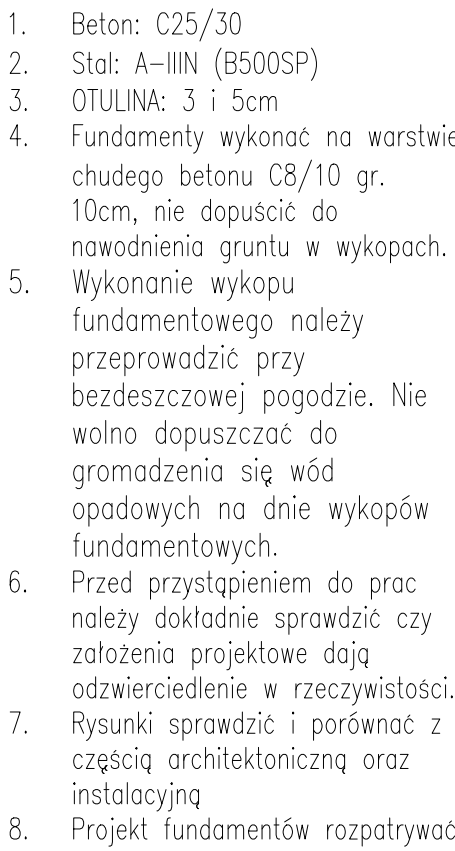 1. Beton: C25/30
2. Stal: A-IIIN (B500SP)
3. OTULINA: 3 i 5cm
4. Fundamenty wykonać na warstwie
chudego betonu C8/10 gr.
10cm, nie dopuścić do
nawodnienia gruntu w wykopach.
5. Wykonanie wykopu
fundamentowego należy
przeprowadzić przy
bezdeszczowej pogodzie. Nie
wolno dopuszczać do
gromadzenia się wód
opadowych na dnie wykopów
fundamentowych.
6. Przed przystąpieniem do prac
należy dokładnie sprawdzić czy
założenia projektowe dają
odzwierciedlenie w rzeczywistości.
7. Rysunki sprawdzić i porównać z
częścią architektoniczną oraz
instalacyjną
8. Projekt fundamentów rozpatrywać